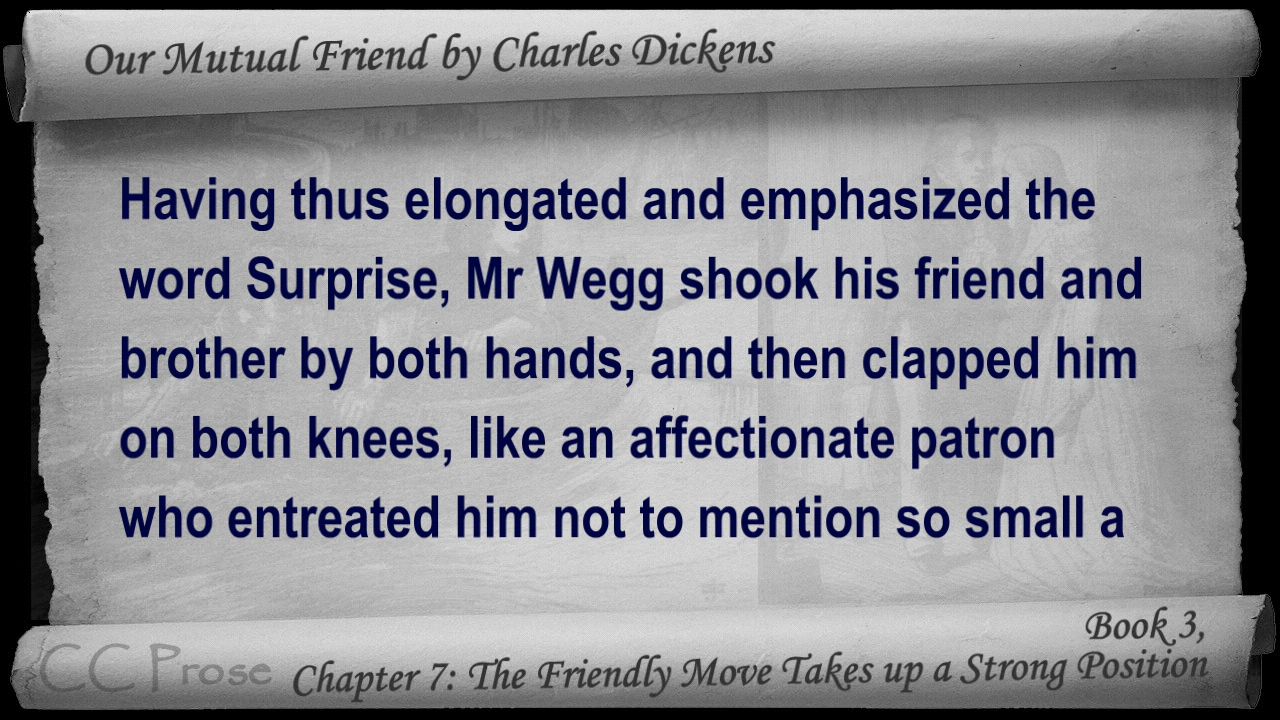 Our Mutual Friend by Charles Dickens
Having thus elongated and emphasized the
word Surprise, Mr Wegg shook his friend and
brother by both hands, and then clapped him
on both knees, like an affectionate patron
who entreated him not to mention so small a
Book 3,
CC Prose
Chapter 7: The Friendly Move Takes up a Strong Position